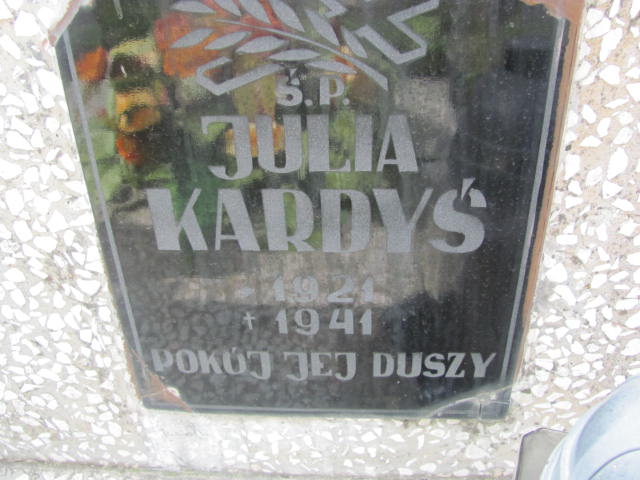 Ś.P.
JULIA
KARDYŚ
* 1921
† 1941
POKÓJ JEJ DUSZY